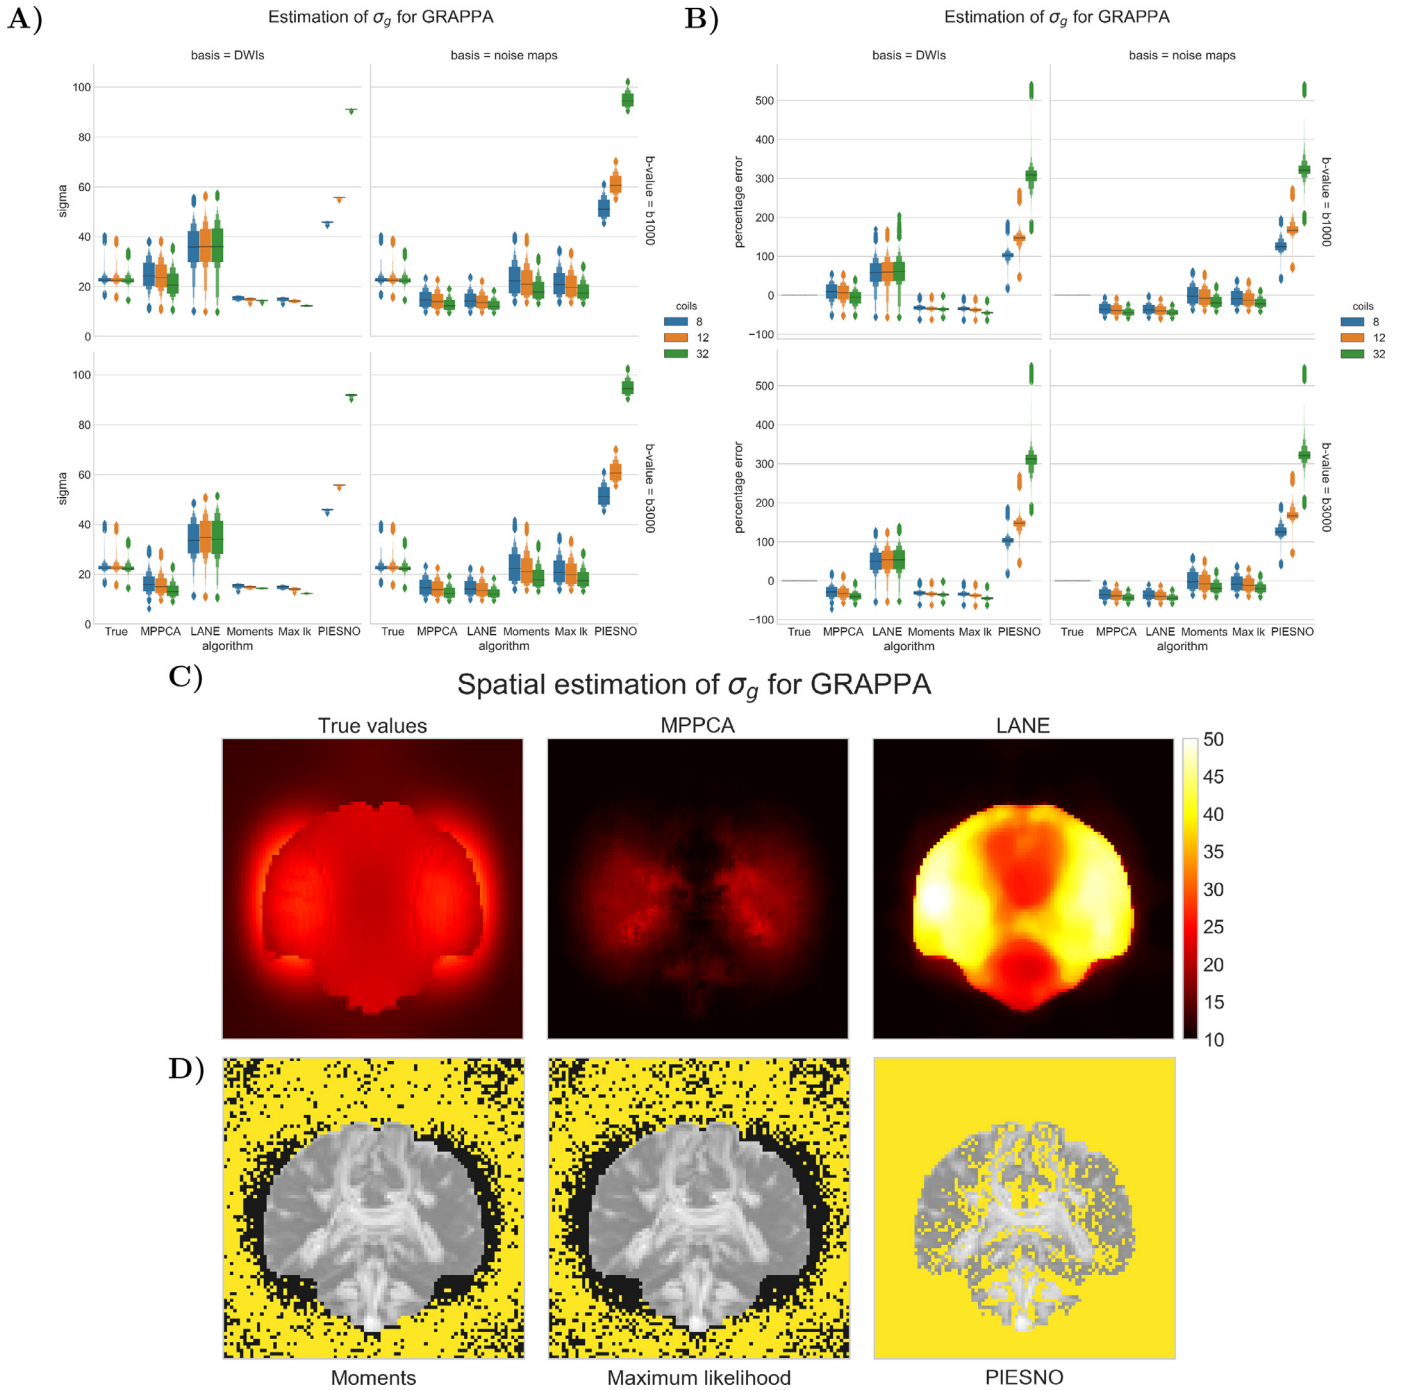 A)
Estimation of σg for GRAPPA
basis = DWIs
basis = noise maps
100
80
60
40
20
0
sigma
b-value = b1000
100
80
60
40
20
0
sigma
b-value = b3000
True MPPCA LANE Moments Max lk PIESNO
algorithm
True MPPCA LANE Moments Max lk PIESNO
algorithm
coils
8
12
32
B)
Estimation of σg for GRAPPA
basis = DWIs
basis = noise maps
500
400
300
200
100
0
−100
percentage error
b-value = b1000
500
400
300
200
100
0
−100
percentage error
b-value = b3000
True MPPCA LANE Moments Max lk PIESNO
algorithm
True MPPCA LANE Moments Max lk PIESNO
algorithm
coils
8
12
32
C)
Spatial estimation of σg for GRAPPA
True values
MPPCA
LANE
50
45
40
35
30
25
20
15
10
D)
Moments
Maximum likelihood
PIESNO